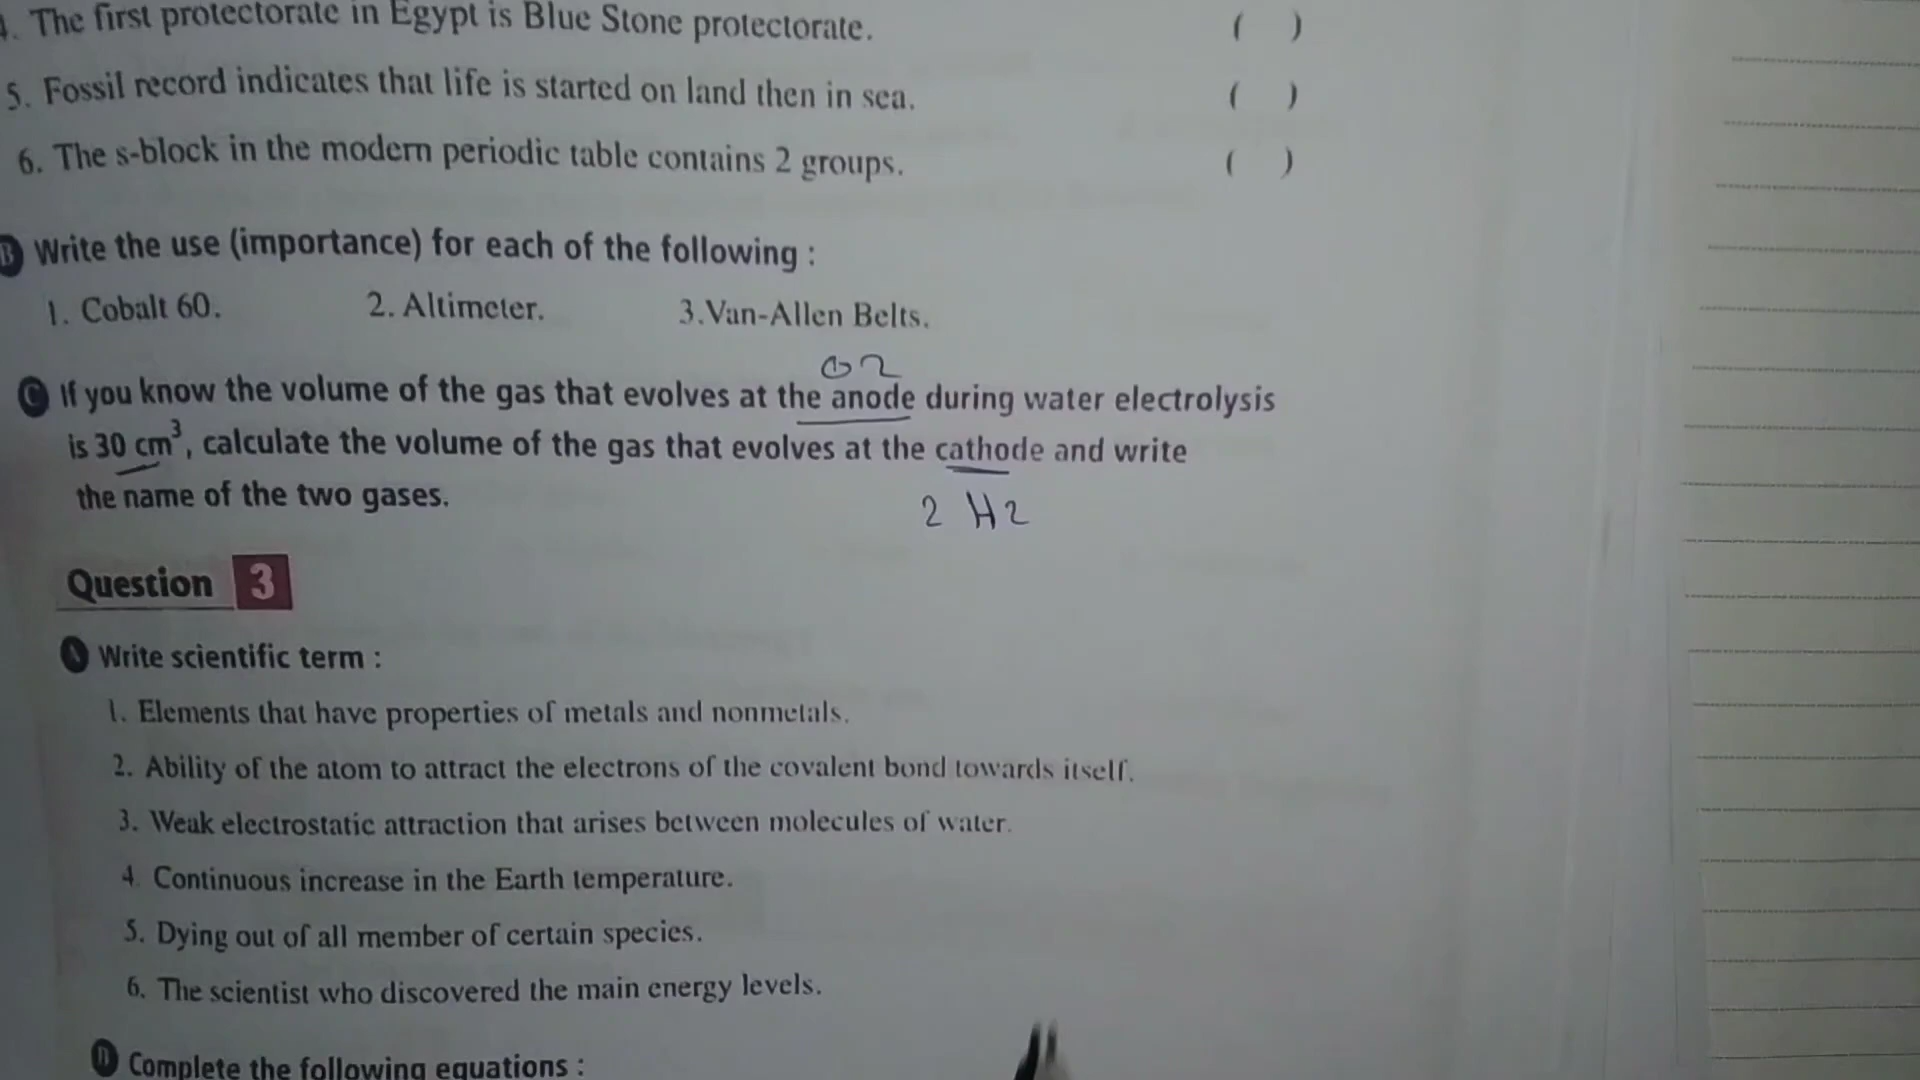 4. The first protectorate in Egypt is Blue Stone protectorate. ( )
5. Fossil record indicates that life is started on land then in sea. ( )
6. The s-block in the modern periodic table contains 2 groups. ( )
B Write the use (importance) for each of the following :
1. Cobalt 60. 2. Altimeter. 3.Van-Allen Belts.
O2
C If you know the volume of the gas that evolves at the anode during water electrolysis
is 30 cm³, calculate the volume of the gas that evolves at the cathode and write
the name of the two gases.
2 H2
Question 3
A Write scientific term :
1. Elements that have properties of metals and nonmetals.
2. Ability of the atom to attract the electrons of the covalent bond towards itself.
3. Weak electrostatic attraction that arises between molecules of water.
4. Continuous increase in the Earth temperature.
5. Dying out of all member of certain species.
6. The scientist who discovered the main energy levels.
Complete the following equations :